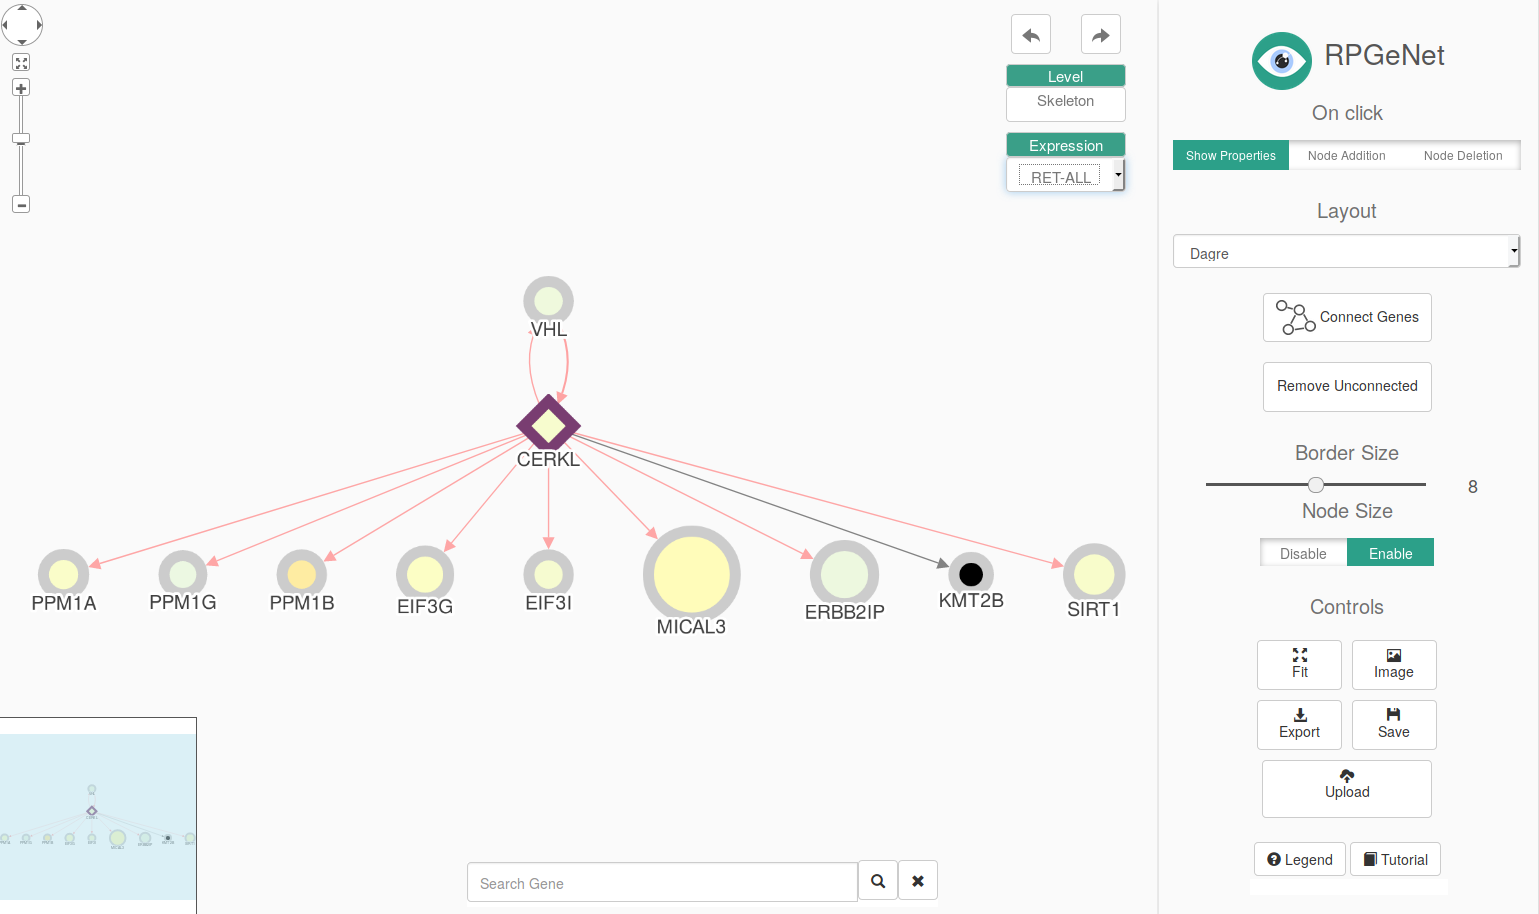 RPGeNet
On click
Show Properties
Node Addition
Node Deletion
Layout
Dagre
Connect Genes
Remove Unconnected
Border Size
8
Node Size
Disable
Enable
Controls
Fit
Image
Export
Save
Upload
Legend
Tutorial
Level
Skeleton
Expression
RET-ALL
VHL
CERKL
PPM1A
PPM1G
PPM1B
EIF3G
EIF3I
MICAL3
ERBB2IP
KMT2B
SIRT1
Search Gene